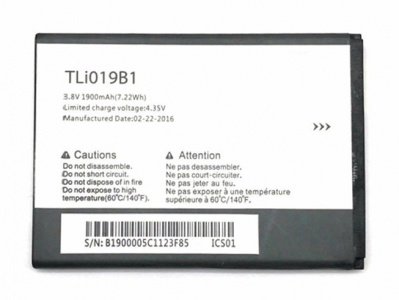 TLi019B1
3.8V 1900mAh(7.22Wh)
Limited charge voltage:4.35V
Manufactured Date:02-22-2016
>>>
Cautions
Do not disassemble.
Do not short circuit.
Do not dispose of in fire
Do not expose to high
temperature(60℃/140℉).
Attention
Ne pas desassembler.
Ne pas court-circuiter.
Ne pas jeter au feu.
Ne pas exposer à une température
supérieure à(60℃/140℉).
S/N: B1900005C1123F85
ICS01